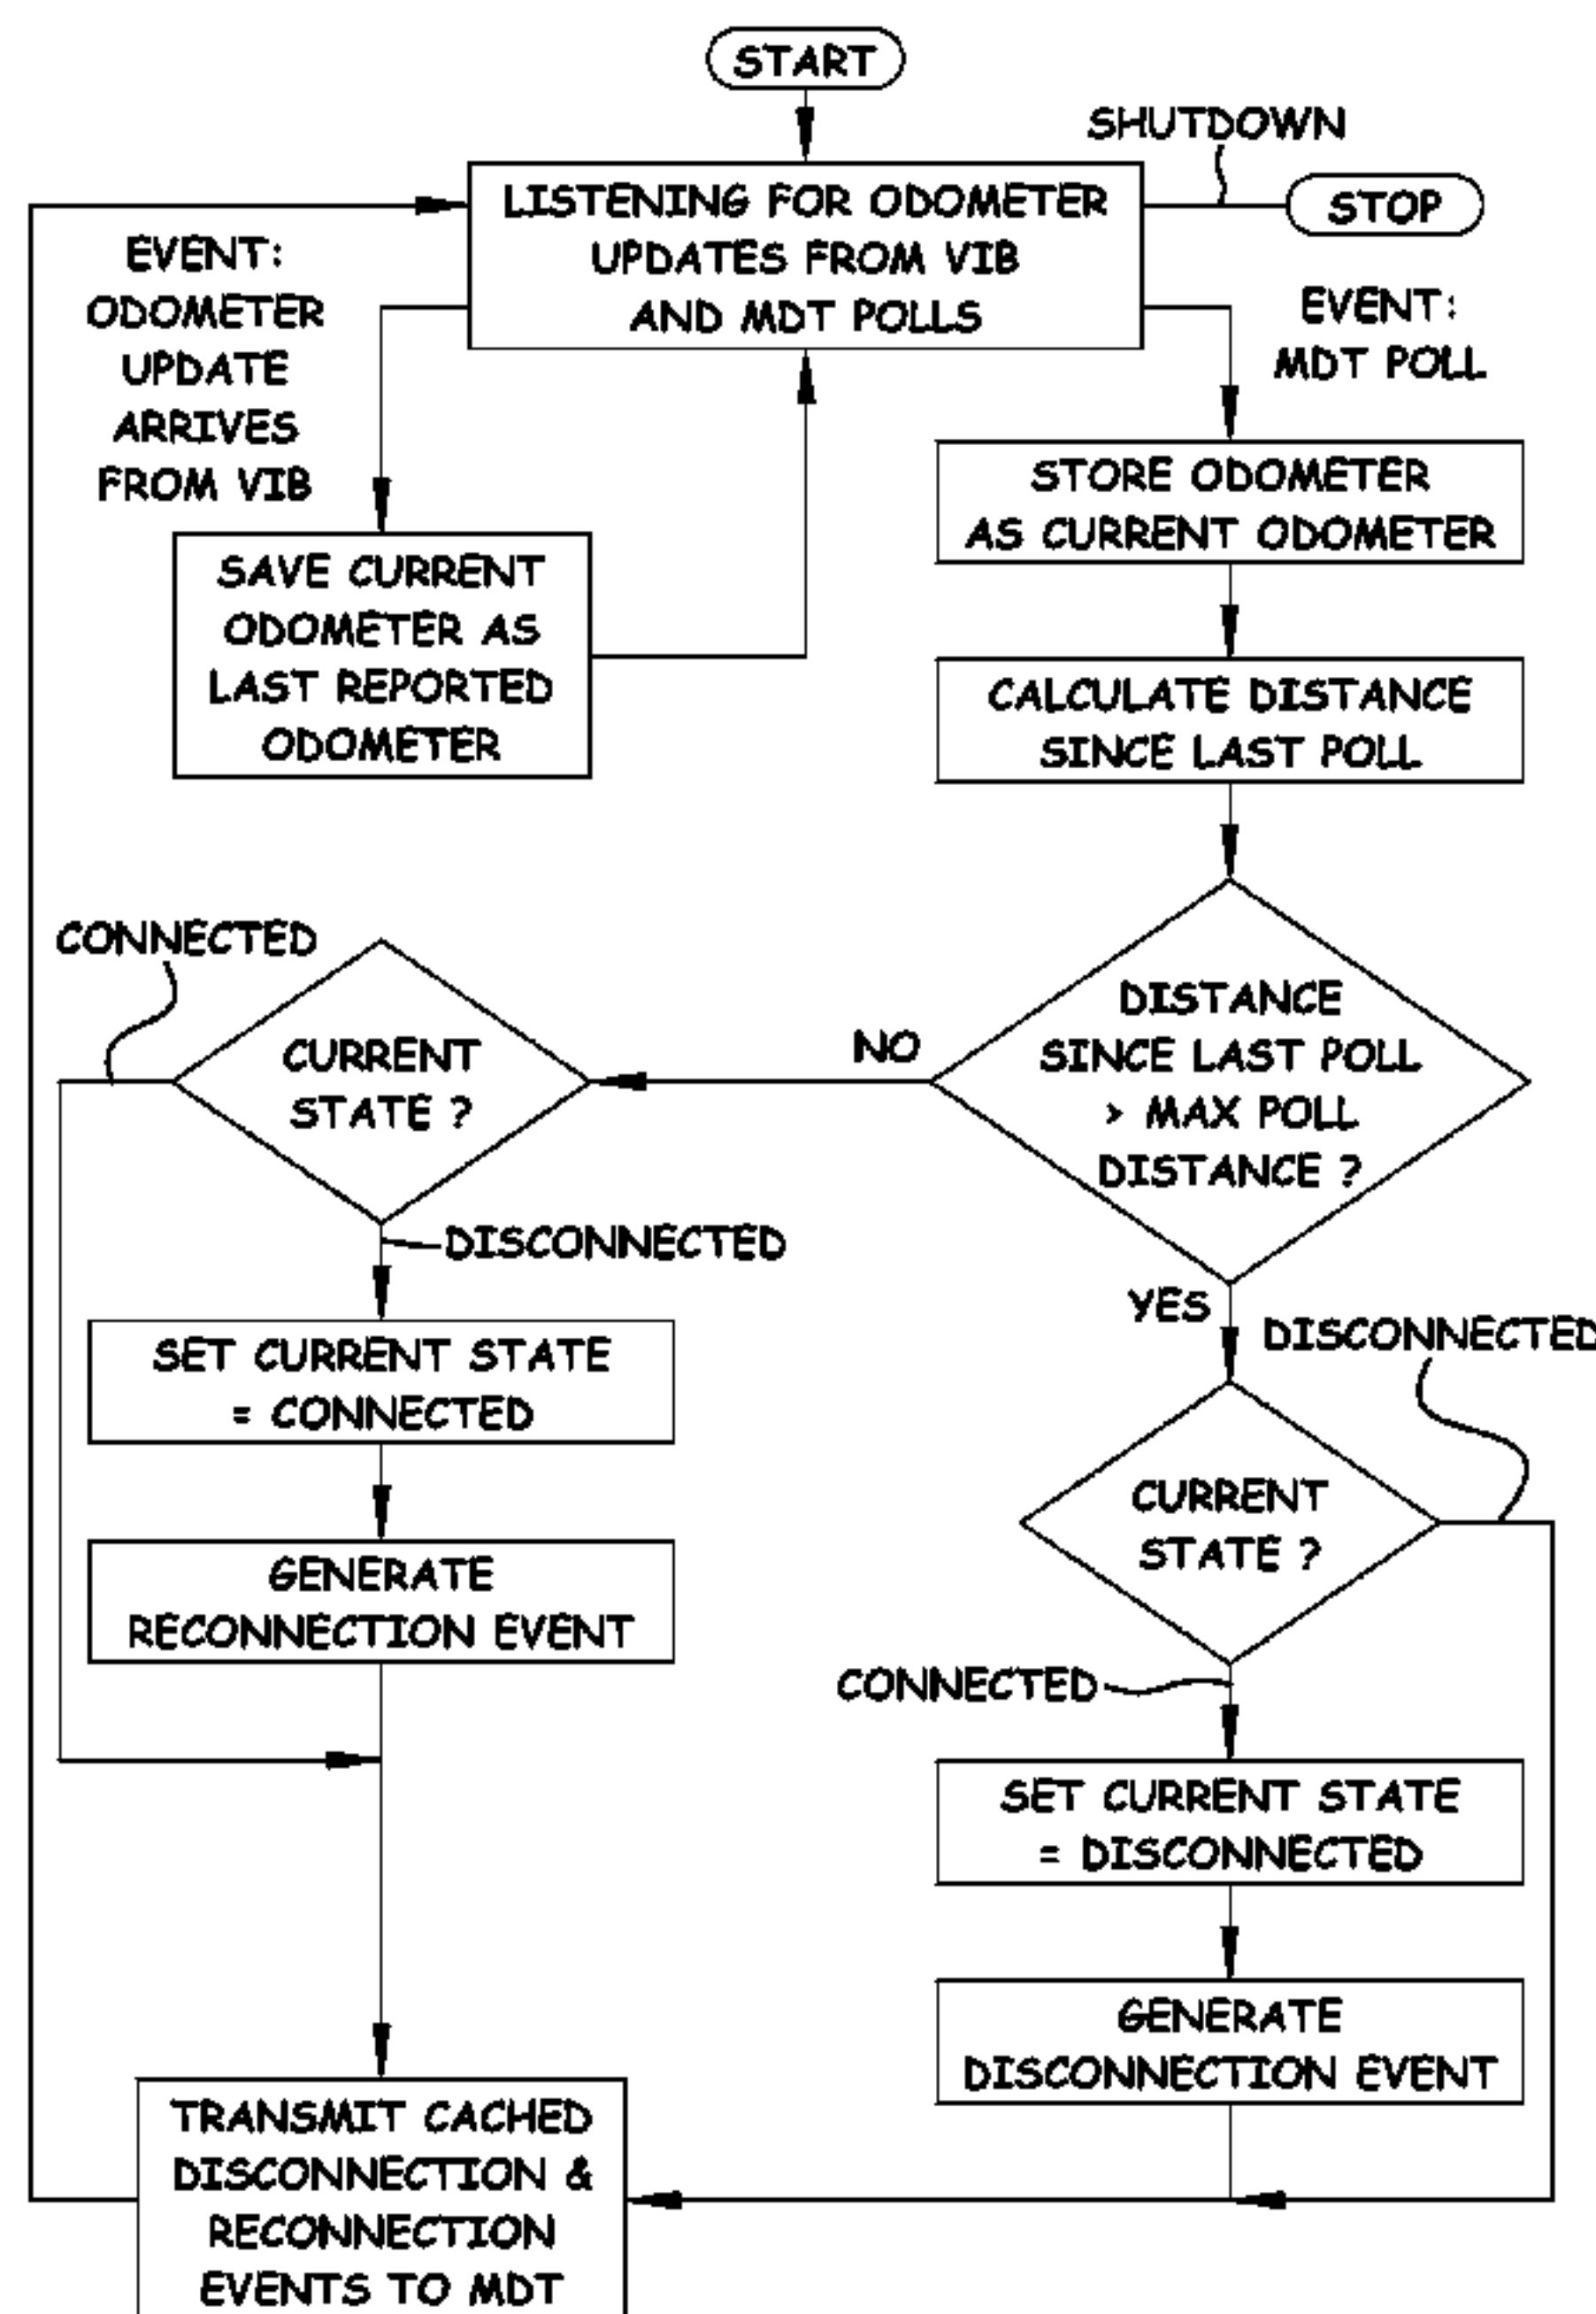 START
SHUTDOWN
LISTENING FOR ODOMETER
UPDATES FROM VIB
AND MDT POLLS
STOP
EVENT:
ODOMETER
UPDATE
ARRIVES
FROM VIB
EVENT:
MDT POLL
SAVE CURRENT
ODOMETER AS
LAST REPORTED
ODOMETER
STORE ODOMETER
AS CURRENT ODOMETER
CALCULATE DISTANCE
SINCE LAST POLL
DISTANCE
SINCE LAST POLL
> MAX POLL
DISTANCE ?
NO
YES
CONNECTED
CURRENT
STATE ?
DISCONNECTED
SET CURRENT STATE
= CONNECTED
GENERATE
RECONNECTION EVENT
DISCONNECTED
CURRENT
STATE ?
CONNECTED
SET CURRENT STATE
= DISCONNECTED
GENERATE
DISCONNECTION EVENT
TRANSMIT CACHED
DISCONNECTION &
RECONNECTION
EVENTS TO MDT